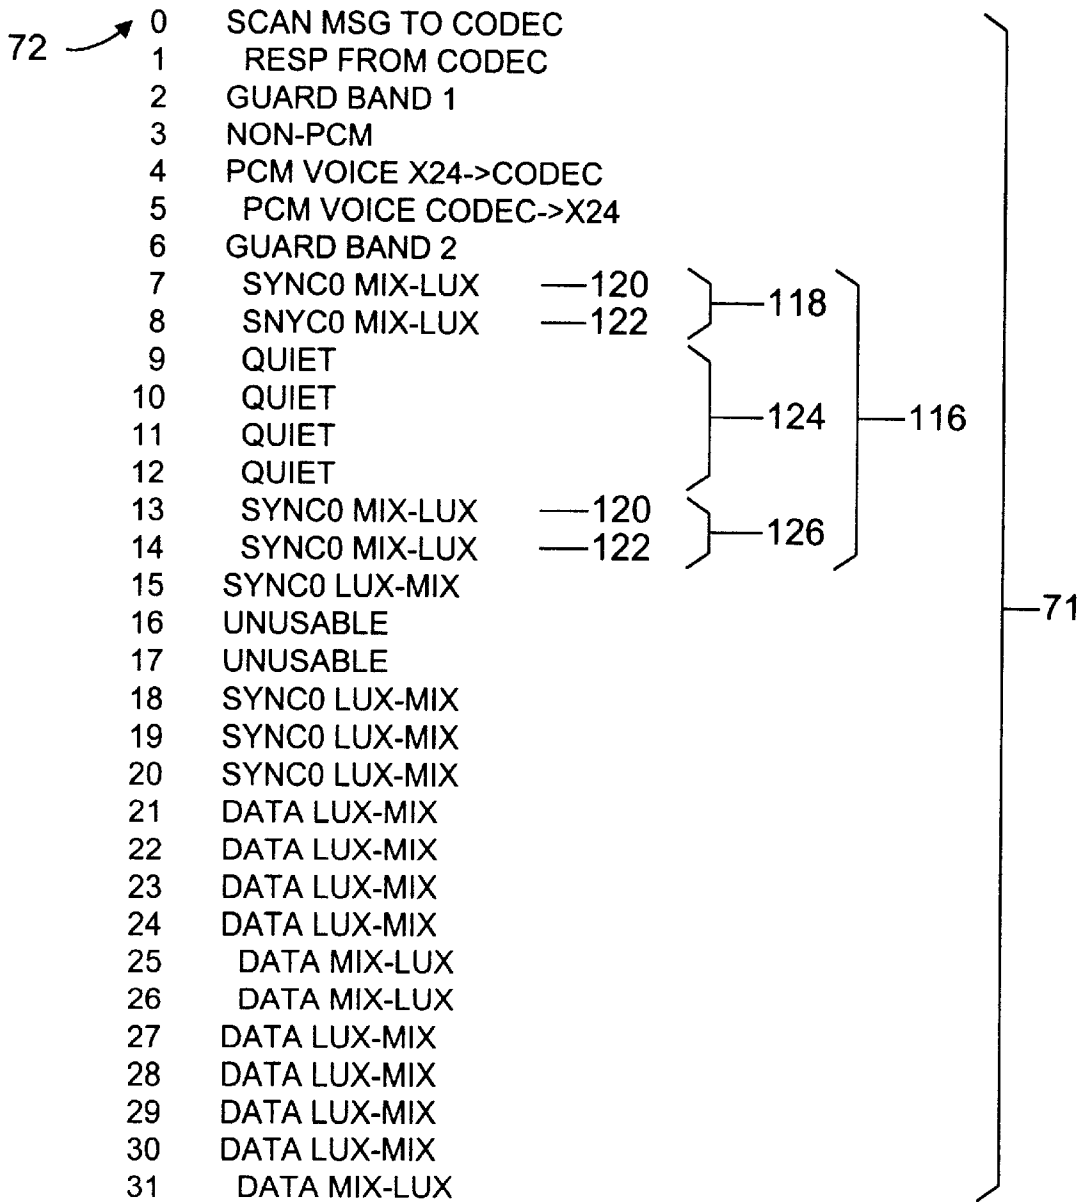 72 0 SCAN MSG TO CODEC
1 RESP FROM CODEC
2 GUARD BAND 1
3 NON-PCM
4 PCM VOICE X24->CODEC
5 PCM VOICE CODEC->X24
6 GUARD BAND 2
7 SYNC0 MIX-LUX 120 118
8 SNYC0 MIX-LUX 122
9 QUIET
10 QUIET 124 116
11 QUIET
12 QUIET
13 SYNC0 MIX-LUX 120 126
14 SYNC0 MIX-LUX 122
15 SYNC0 LUX-MIX 71
16 UNUSABLE
17 UNUSABLE
18 SYNC0 LUX-MIX
19 SYNC0 LUX-MIX
20 SYNC0 LUX-MIX
21 DATA LUX-MIX
22 DATA LUX-MIX
23 DATA LUX-MIX
24 DATA LUX-MIX
25 DATA MIX-LUX
26 DATA MIX-LUX
27 DATA LUX-MIX
28 DATA LUX-MIX
29 DATA LUX-MIX
30 DATA LUX-MIX
31 DATA MIX-LUX